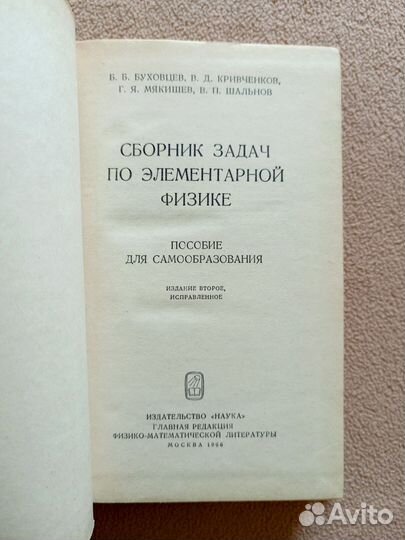 Б. Б. БУХОВЦЕВ, В. Д. КРИВЧЕНКОВ,
Г. Я. МЯКИШЕВ, В. П. ШАЛЬНОВ
СБОРНИК ЗАДАЧ
ПО ЭЛЕМЕНТАРНОЙ
ФИЗИКЕ
ПОСОБИЕ
ДЛЯ САМООБРАЗОВАНИЯ
ИЗДАНИЕ ВТОРОЕ,
ИСПРАВЛЕННОЕ
ИЗДАТЕЛЬСТВО «НАУКА»
ГЛАВНАЯ РЕДАКЦИЯ
ФИЗИКО-МАТЕМАТИЧЕСКОЙ ЛИТЕРАТУРЫ
МОСКВА 1966
Avito